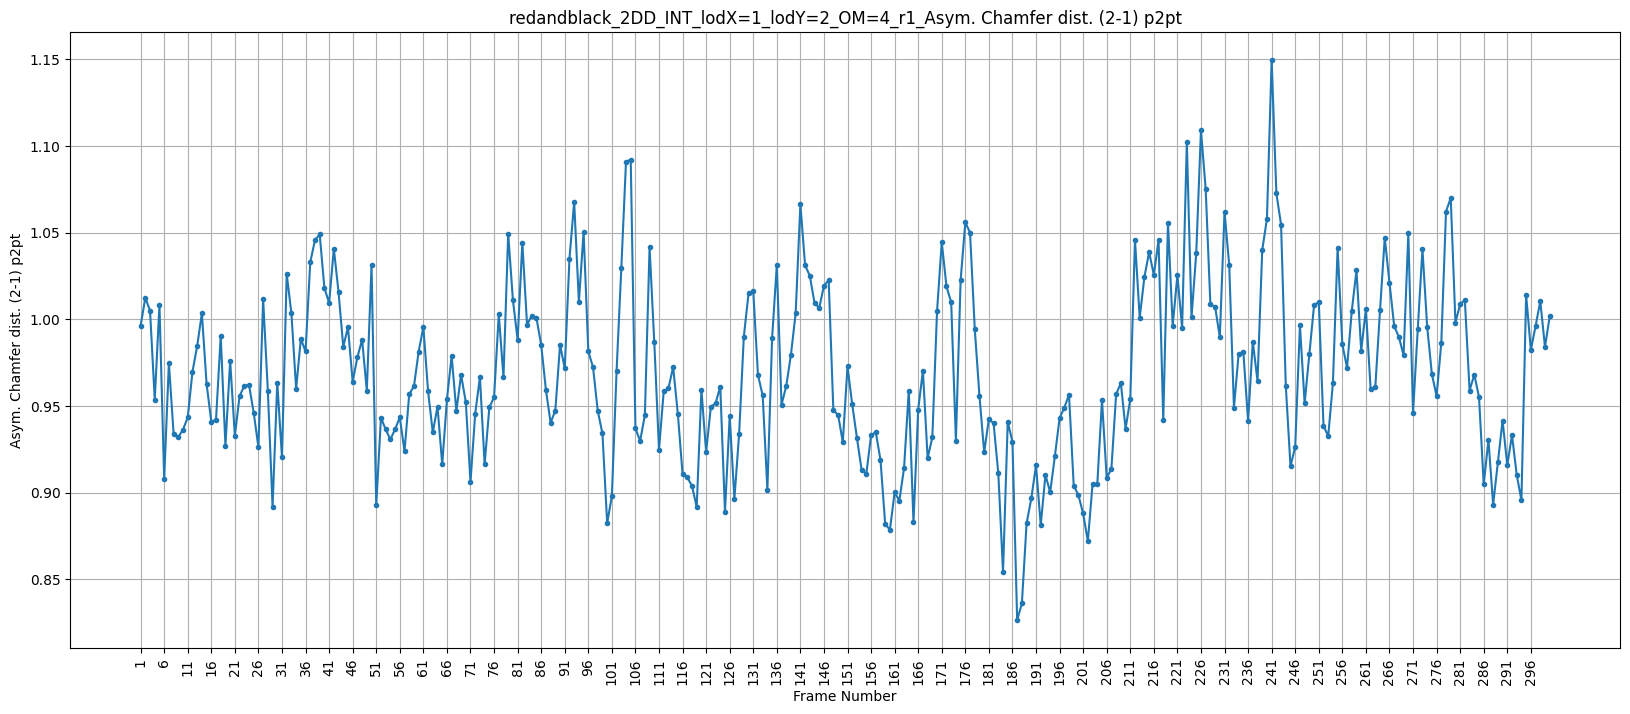 redandblack_2DD_INT_lodX=1_lodY=2_OM=4_r1_Asym. Chamfer dist. (2-1) p2pt
Asym. Chamfer dist. (2-1) p2pt
1.15
1.10
1.05
1.00
0.95
0.90
0.85
1 6 11 16 21 26 31 36 41 46 51 56 61 66 71 76 81 86 91 96 101 106 111 116 121 126 131 136 141 146 151 156 161 166 171 176 181 186 191 196 201 206 211 216 221 226 231 236 241 246 251 256 261 266 271 276 281 286 291 296
Frame Number